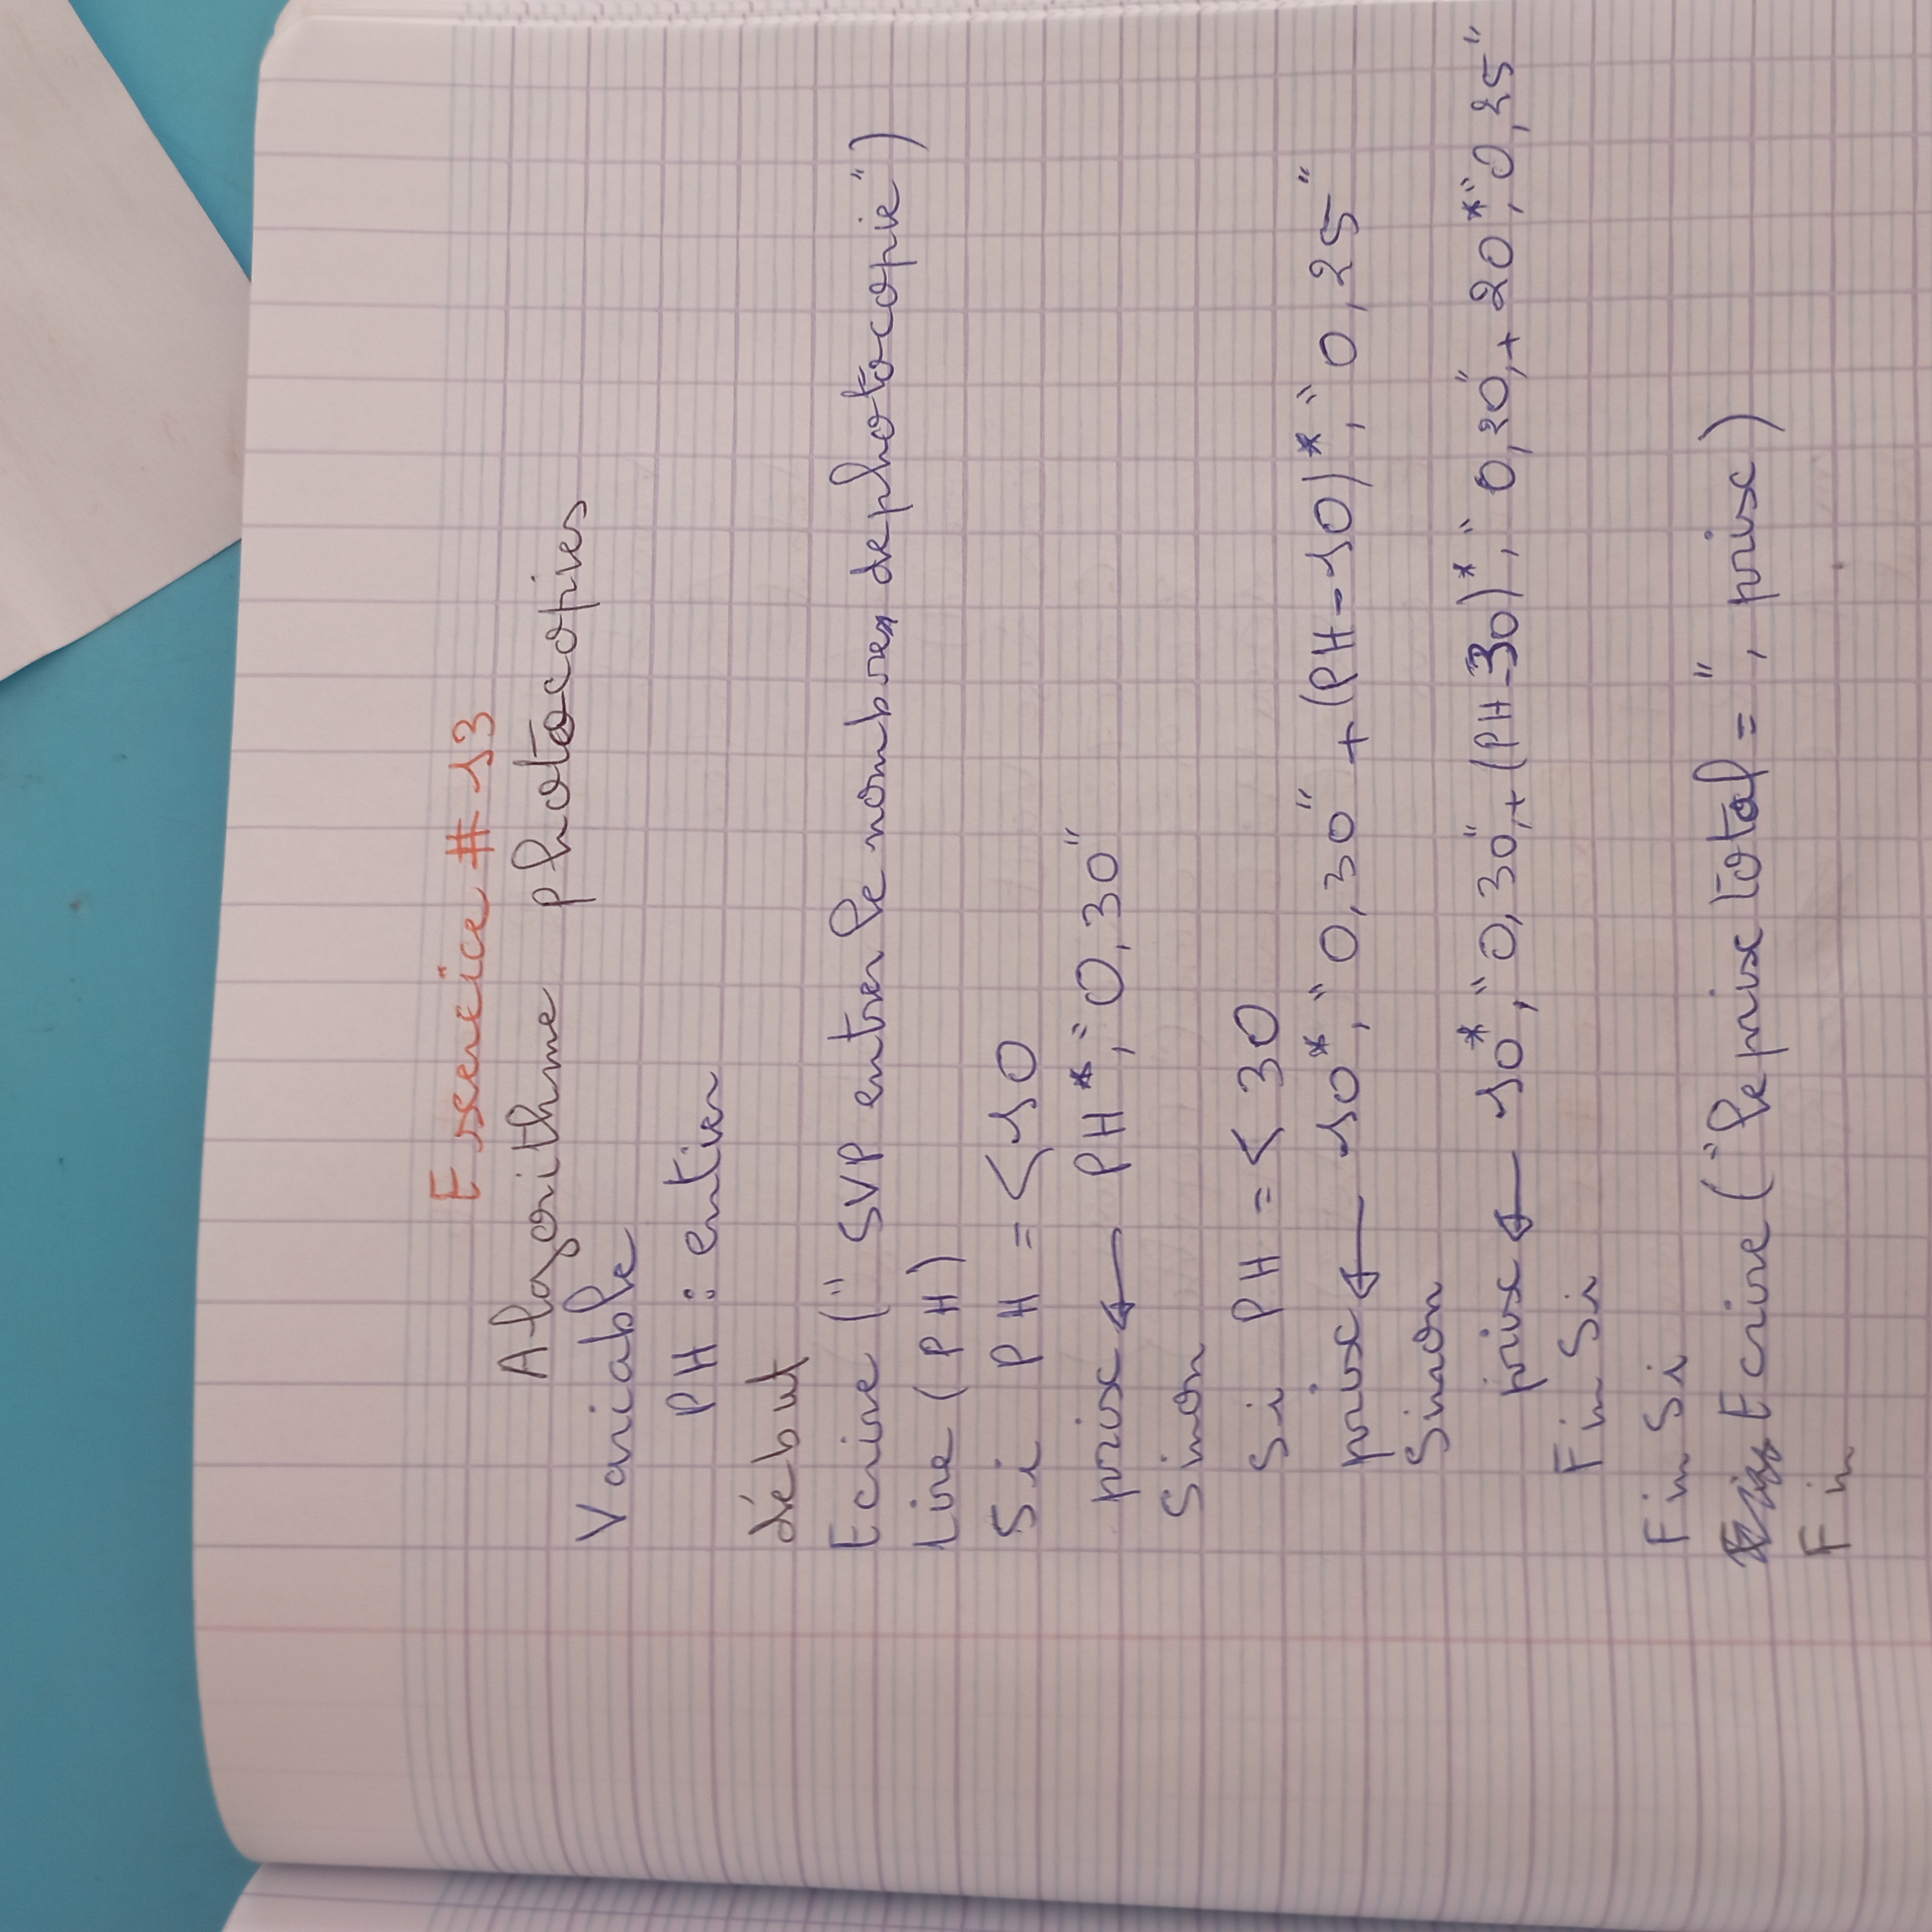 Exercice # 13
Algorithme photocopies
Variable
PH : entier
début
Ecrire (" SVP entrer le nombres de photocopie")
Lire (PH)
Si PH =< 10
prix ← PH *, "0,30"
Sinon
Si PH =< 30
prix ← 10 *, "0,30" + (PH-10) *, "0,25"
Sinon
prix ← 10 *, "0,30", + (PH-30) *, "0,20", + 20 *, "0,25"
Fin Si
Fin Si
Ecrire ("le prix total = ", prix)
Fin